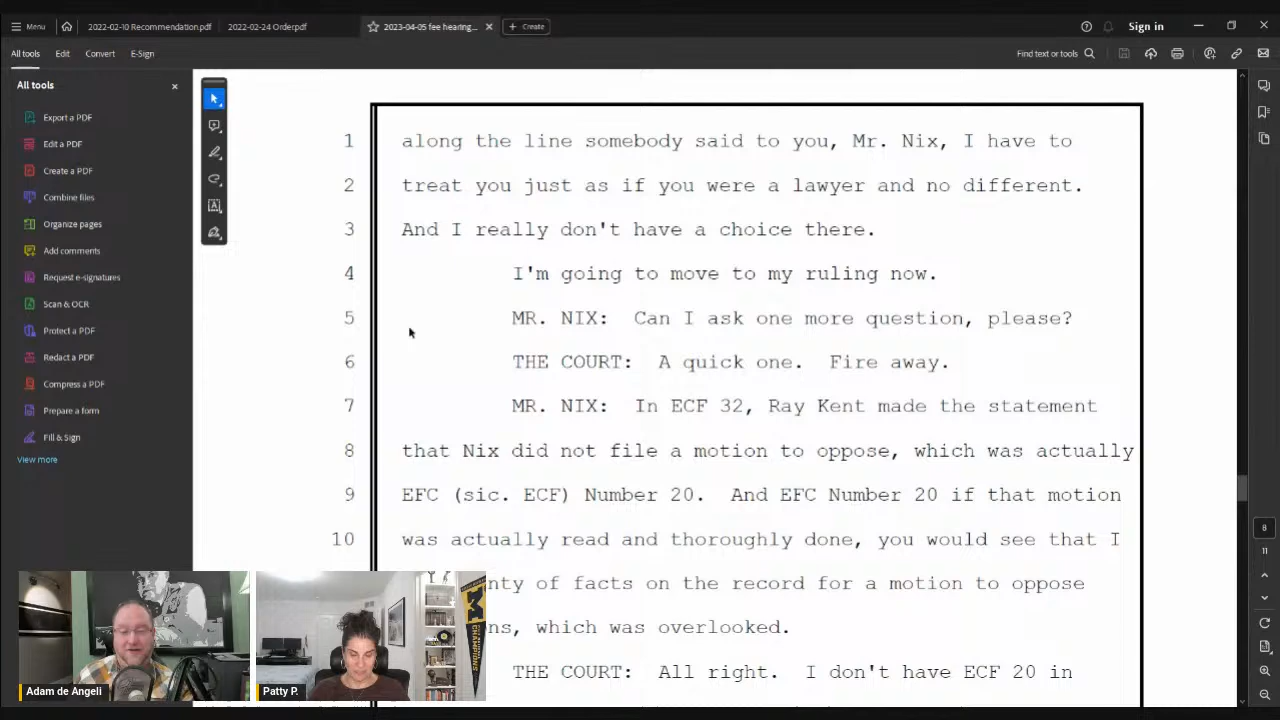 Menu
2022-02-10 Recommendation.pdf
2022-02-24 Order.pdf
2023-04-05 fee hearing...
+ Create
Sign in
All tools
Edit
Convert
E-Sign
Find text or tools
All tools
Export a PDF
Edit a PDF
Create a PDF
Combine files
Organize pages
Add comments
Request e-signatures
Scan & OCR
Protect a PDF
Redact a PDF
Compress a PDF
Prepare a form
Fill & Sign
View more
1 along the line somebody said to you, Mr. Nix, I have to
2 treat you just as if you were a lawyer and no different.
3 And I really don't have a choice there.
4 I'm going to move to my ruling now.
5 MR. NIX: Can I ask one more question, please?
6 THE COURT: A quick one. Fire away.
7 MR. NIX: In ECF 32, Ray Kent made the statement
8 that Nix did not file a motion to oppose, which was actually
9 EFC (sic. ECF) Number 20. And EFC Number 20 if that motion
10 was actually read and thoroughly done, you would see that I
nty of facts on the record for a motion to oppose
ns, which was overlooked.
THE COURT: All right. I don't have ECF 20 in
8
11
CHAMPIONS
Adam de Angeli
Patty P.